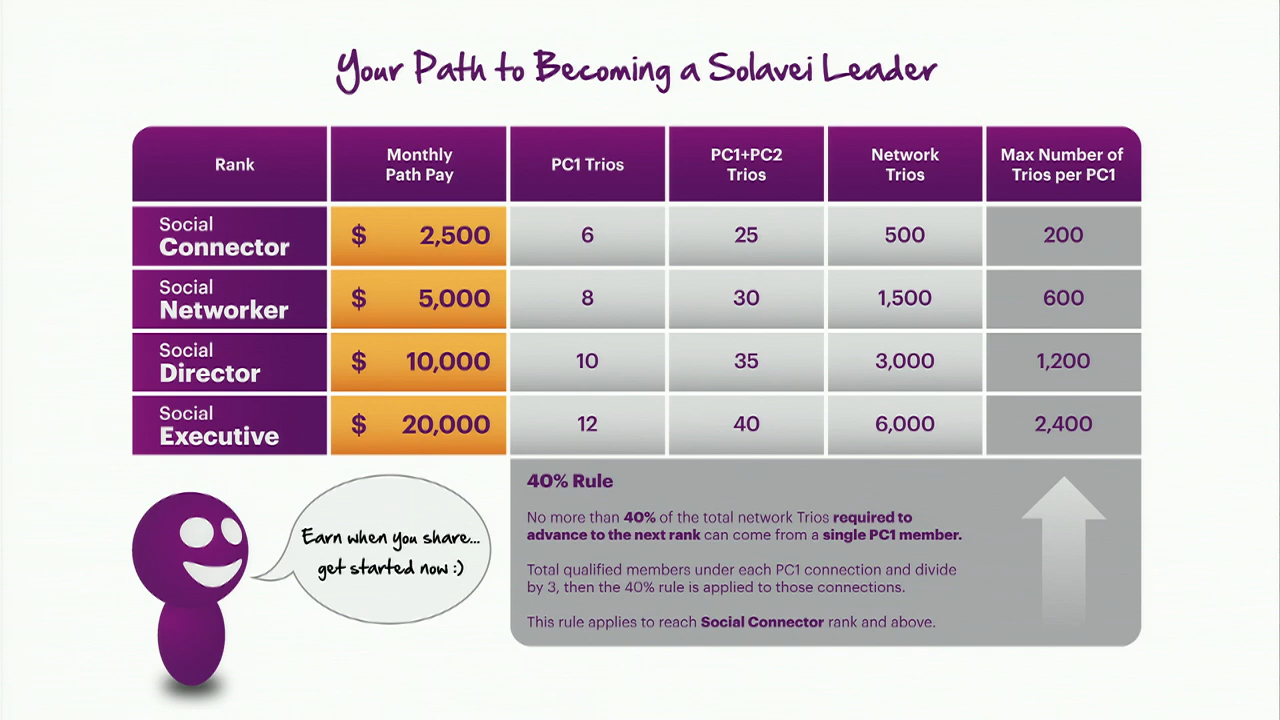 Your Path to Becoming a Solavei Leader
Rank
Monthly
Path Pay
PC1 Trios
PC1+PC2
Trios
Network
Trios
Max Number of
Trios per PC1
Social
Connector
$ 2,500
6
25
500
200
Social
Networker
$ 5,000
8
30
1,500
600
Social
Director
$ 10,000
10
35
3,000
1,200
Social
Executive
$ 20,000
12
40
6,000
2,400
Earn when you share...
get started now :)
40% Rule
No more than 40% of the total network Trios required to
advance to the next rank can come from a single PC1 member.
Total qualified members under each PC1 connection and divide
by 3, then the 40% rule is applied to those connections.
This rule applies to reach Social Connector rank and above.